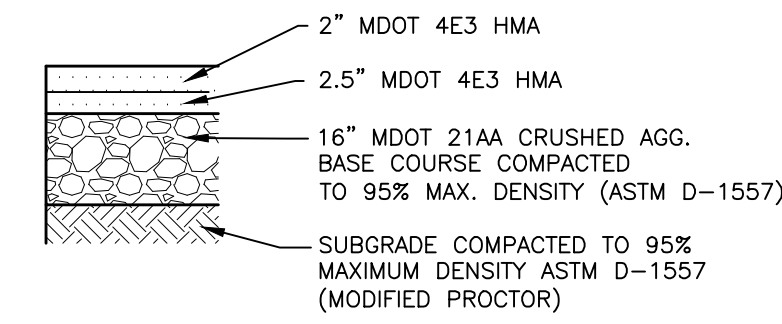 2” MDOT 4E3 HMA
2.5” MDOT 4E3 HMA
16” MDOT 21AA CRUSHED AGG.
BASE COURSE COMPACTED
TO 95% MAX. DENSITY (ASTM D–1557)
SUBGRADE COMPACTED TO 95%
MAXIMUM DENSITY ASTM D–1557
(MODIFIED PROCTOR)